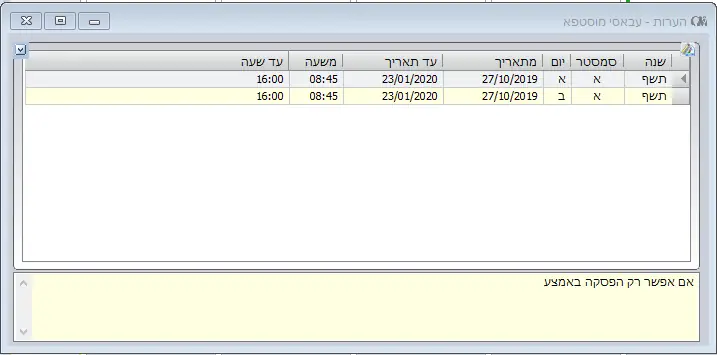 הערות - עבאסי מוסטפא
שנה סמסטר יום מתאריך עד תאריך משעה עד שעה
תשף א א 27/10/2019 23/01/2020 08:45 16:00
תשף א ב 27/10/2019 23/01/2020 08:45 16:00
אם אפשר רק הפסקה באמצע